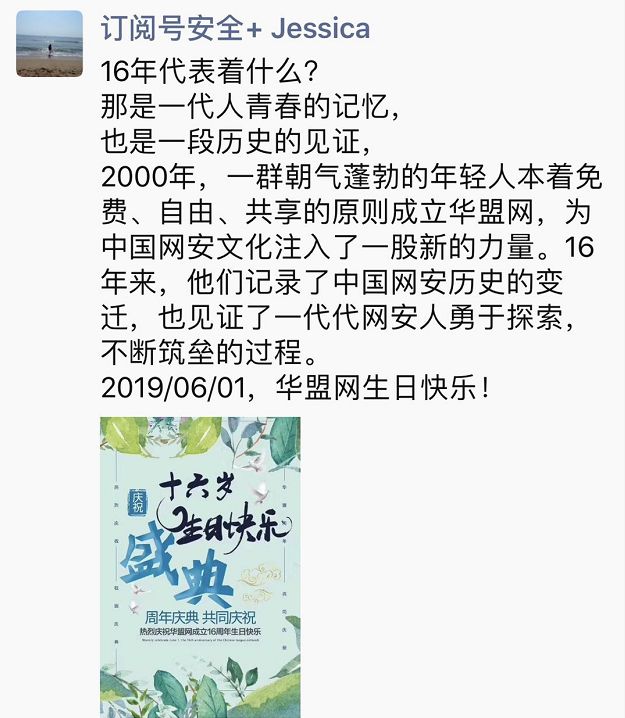 订阅号安全+ Jessica
16年代表着什么？
那是一代人青春的记忆，
也是一段历史的见证，
2000年，一群朝气蓬勃的年轻人本着免
费、自由、共享的原则成立华盟网，为
中国网安文化注入了一股新的力量。16
年来，他们记录了中国网安历史的变
迁，也见证了一代代网安人勇于探索，
不断筑垒的过程。
2019/06/01，华盟网生日快乐！
庆祝
十六岁
生日快乐
盛典
周年庆典 共同庆祝
热烈庆祝华盟网成立16周年生日快乐